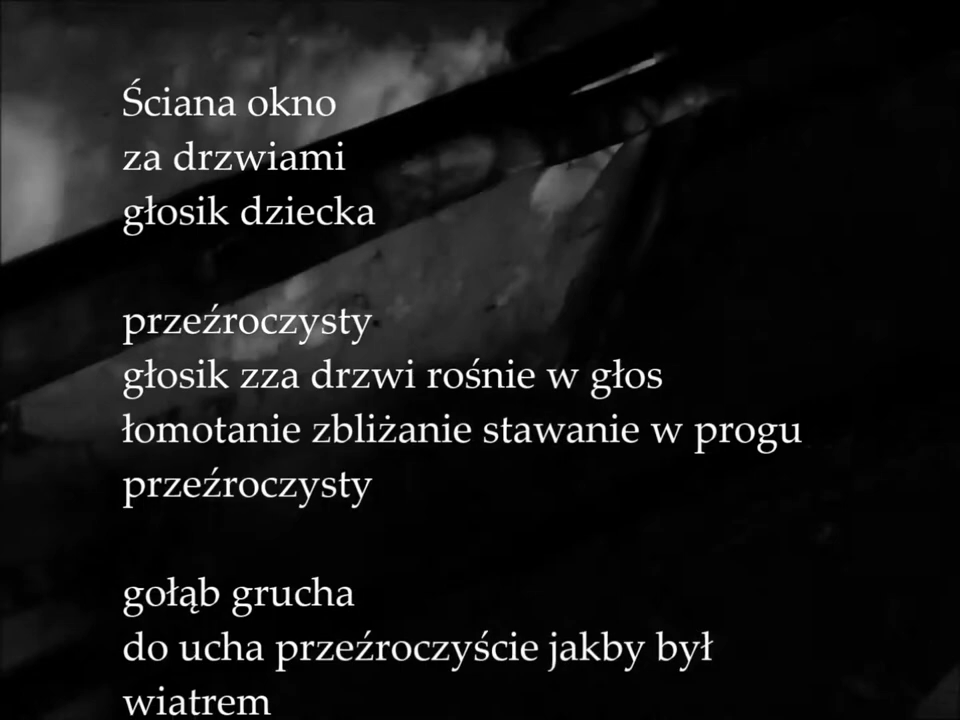 Ściana okno
za drzwiami
głosik dziecka
przeźroczysty
głosik zza drzwi rośnie w głos
łomotanie zbliżanie stawanie w progu
przeźroczysty
gołąb grucha
do ucha przeźroczyście jakby był
wiatrem